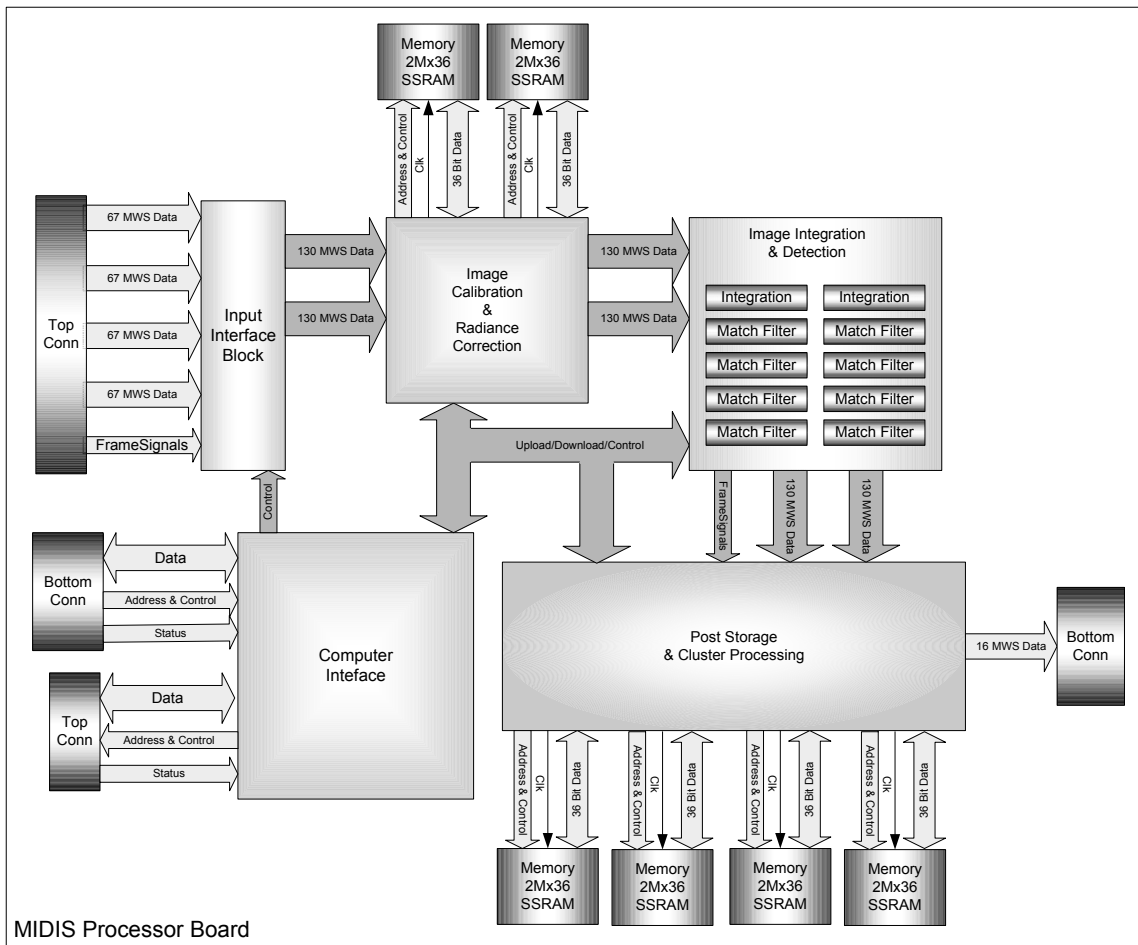 Memory
2Mx36
SSRAM
Memory
2Mx36
SSRAM
Address & Control
Clk
36 Bit Data
Address & Control
Clk
36 Bit Data
Top
Conn
67 MWS Data
67 MWS Data
67 MWS Data
67 MWS Data
FrameSignals
Input
Interface
Block
130 MWS Data
130 MWS Data
Image
Calibration
&
Radiance
Correction
130 MWS Data
130 MWS Data
Image Integration
& Detection
Integration
Integration
Match Filter
Match Filter
Match Filter
Match Filter
Match Filter
Match Filter
Match Filter
Match Filter
Upload/Download/Control
Control
FrameSignals
130 MWS Data
130 MWS Data
Bottom
Conn
Data
Address & Control
Status
Top
Conn
Data
Address & Control
Status
Computer
Inteface
Post Storage
& Cluster Processing
16 MWS Data
Bottom
Conn
Address & Control
Clk
36 Bit Data
Address & Control
Clk
36 Bit Data
Address & Control
Clk
36 Bit Data
Address & Control
Clk
36 Bit Data
Memory
2Mx36
SSRAM
Memory
2Mx36
SSRAM
Memory
2Mx36
SSRAM
Memory
2Mx36
SSRAM
MIDIS Processor Board